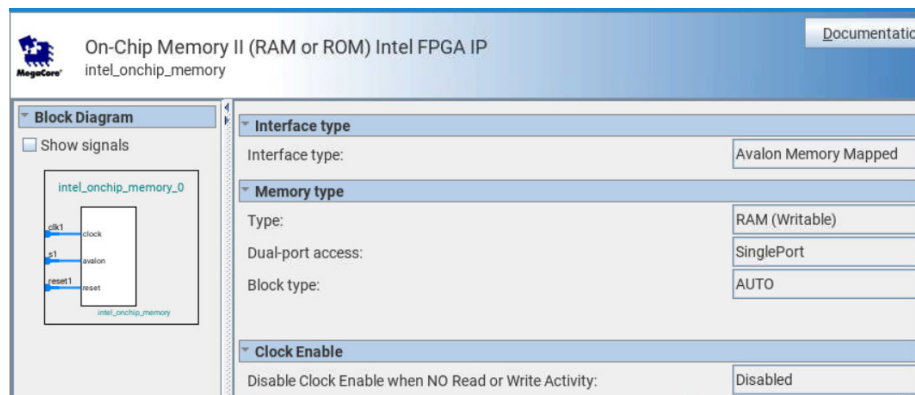 On-Chip Memory II (RAM or ROM) Intel FPGA IP
intel_onchip_memory
MegaCore'
Documentatio
Block Diagram
Show signals
intel_onchip_memory_0
clk1
clock
s1
avalon
reset1
reset
intel_onchip_memory
Interface type
Interface type: Avalon Memory Mapped
Memory type
Type: RAM (Writable)
Dual-port access: SinglePort
Block type: AUTO
Clock Enable
Disable Clock Enable when NO Read or Write Activity: Disabled